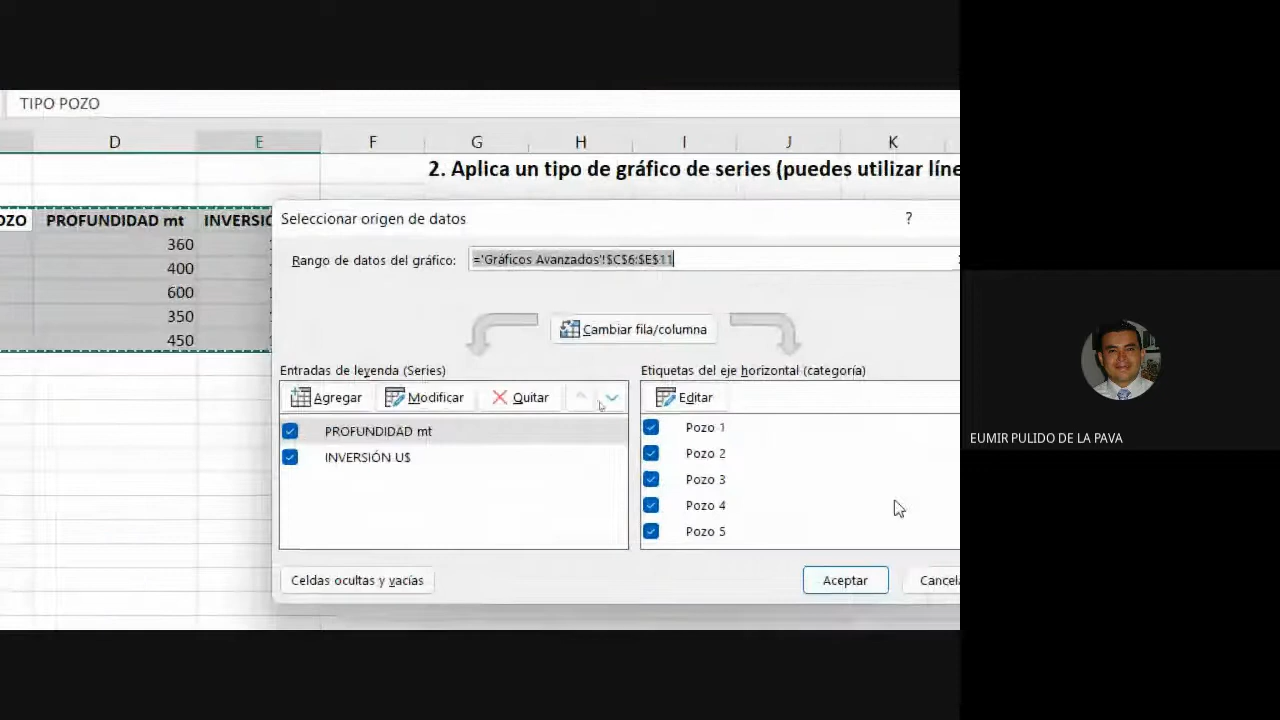 TIPO POZO
D E F G H I J K
2. Aplica un tipo de gráfico de series (puedes utilizar líne
OZO PROFUNDIDAD mt INVERSIÓ
360
400
600
350
450
Seleccionar origen de datos ?
Rango de datos del gráfico: ='Gráficos Avanzados'!$C$6:$E$11
Cambiar fila/columna
Entradas de leyenda (Series)
Etiquetas del eje horizontal (categoría)
Agregar Modificar Quitar
Editar
PROFUNDIDAD mt
INVERSIÓN U$
Pozo 1
Pozo 2
Pozo 3
Pozo 4
Pozo 5
Celdas ocultas y vacías
Aceptar Cancela
EUMIR PULIDO DE LA PAVA